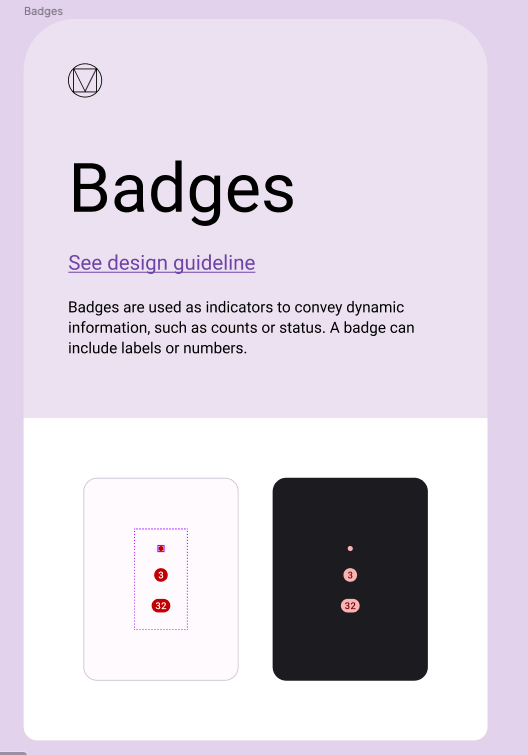 Badges
Badges
See design guideline
Badges are used as indicators to convey dynamic
information, such as counts or status. A badge can
include labels or numbers.
3
3
32
32